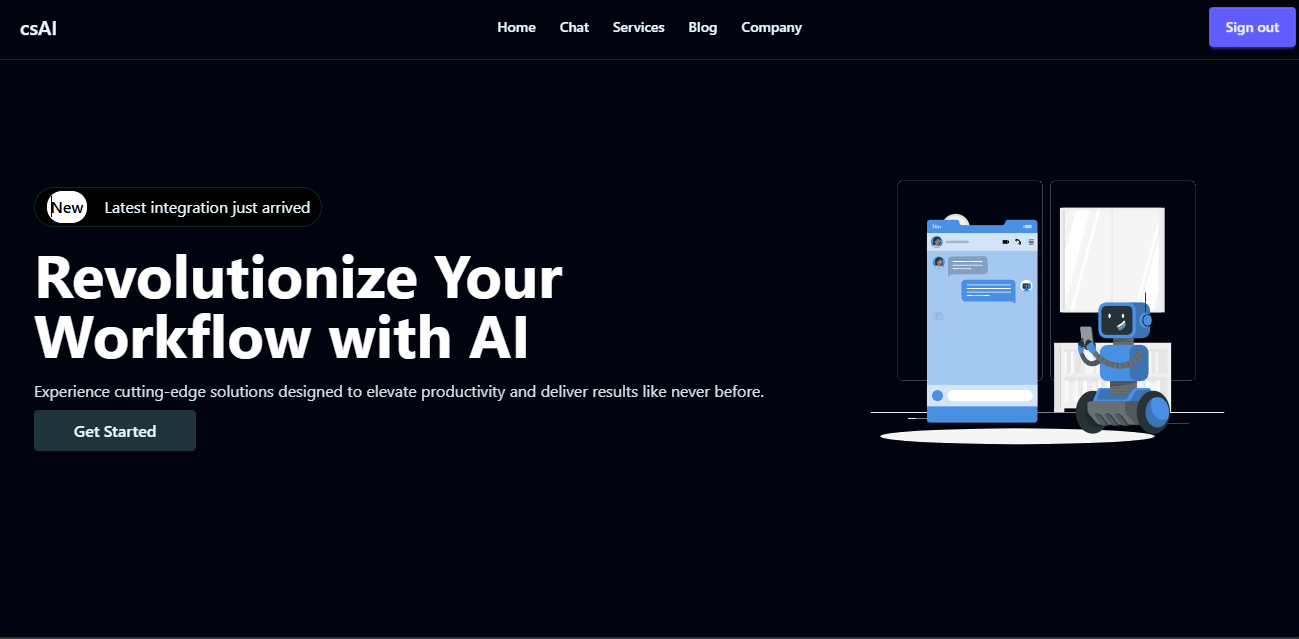 csAI
Home Chat Services Blog Company
Sign out
New Latest integration just arrived
Revolutionize Your
Workflow with AI
Experience cutting-edge solutions designed to elevate productivity and deliver results like never before.
Get Started